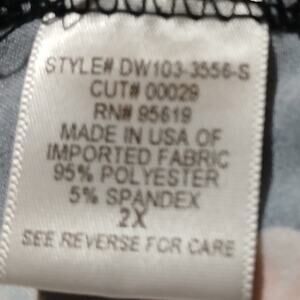 STYLE# DW103-3556-S
CUT# 00029
RN# 95619
MADE IN USA OF
IMPORTED FABRIC
95% POLYESTER
5% SPANDEX
2X
SEE REVERSE FOR CARE